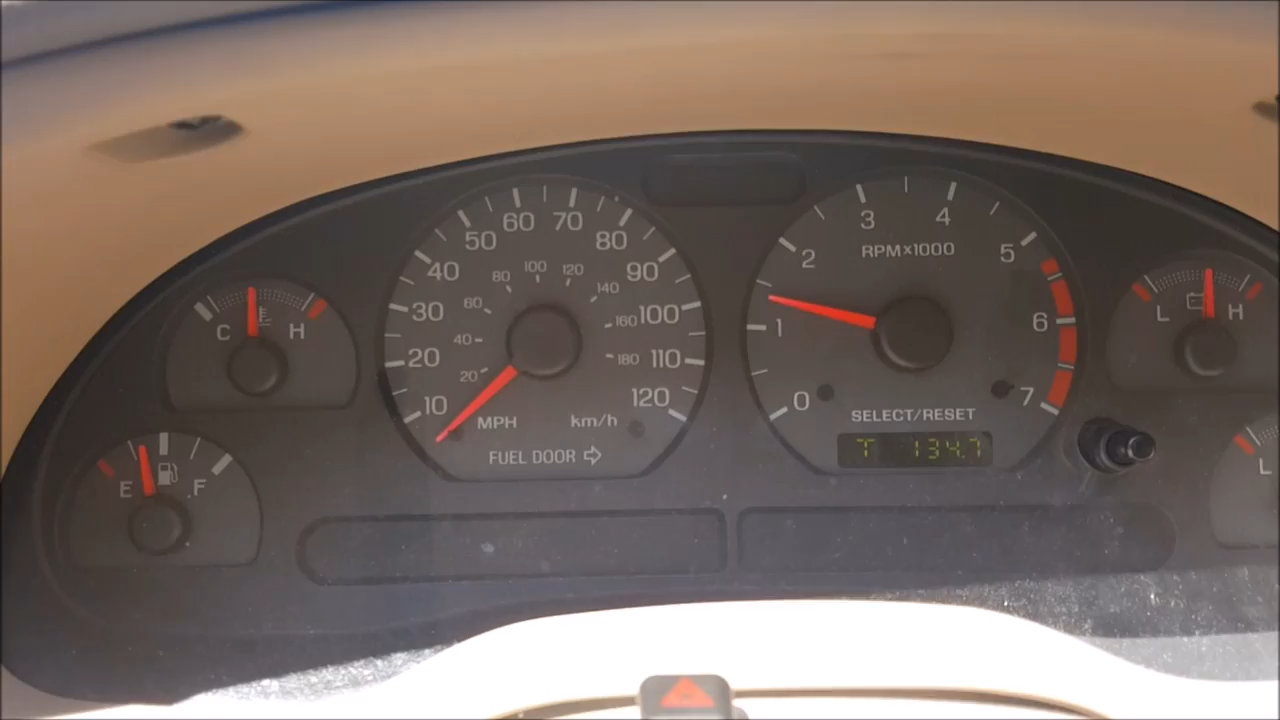 10 20 30 40 50 60 70 80 90 100 110 120
20 40 60 80 100 120 140 160 180
MPH km/h
FUEL DOOR
0 1 2 3 4 5 6 7
RPM×1000
SELECT/RESET
T 134.7
C H
E F
L H
L